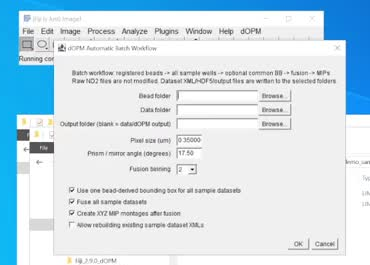 (Fiji Is Just) ImageJ
File Edit Image Process Analyze Plugins Window Help dOPM
Running com
dOPM Automatic Batch Workflow
Batch workflow: registered beads -> all sample wells -> optional common BB -> fusion -> MIPs
Raw ND2 files are not modified. Dataset XML/HDF5/output files are written to the selected folders.
Bead folder Browse...
Data folder Browse...
Output folder (blank = data/dOPM output) Browse...
Pixel size (um) 0.35000
Prism / mirror angle (degrees) 17.50
Fusion binning 2
Use one bead-derived bounding box for all sample datasets
Fuse all sample datasets
Create XYZ MIP montages after fusion
Allow rebuilding existing sample dataset XMLs
OK Cancel
File
File
fiji_2.9.0_dOPM